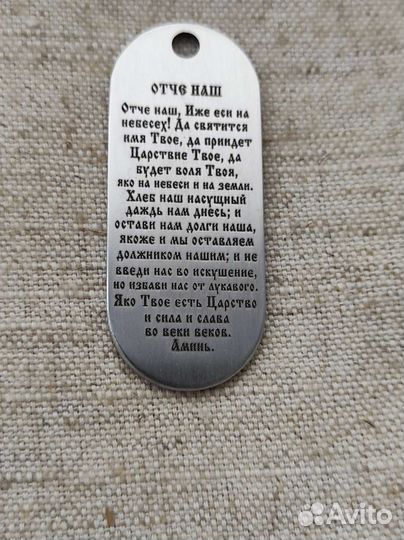 ОТЧЕ НАШ
Отче наш, Иже еси на
небесех! Да святится
имя Твое, да приидет
Царствие Твое, да
будет воля Твоя,
яко на небеси и на земли.
Хлеб наш насущный
даждь нам днесь; и
остави нам долги наша,
якоже и мы оставляем
должником нашим; и не
введи нас во искушение,
но избави нас от лукаваго.
Яко Твое есть Царство
и сила и слава
во веки веков.
Аминь.
Avito